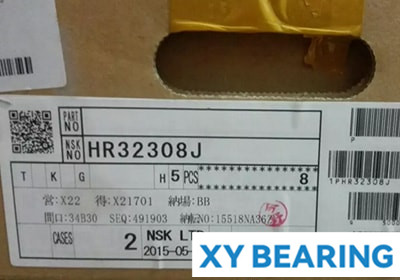 PART NO
NSK NO HR32308J
T K G H 5 PCS 8
営:X22 得:X21701 納場:BB
間口:34B30 SEQ:491903
CASES 2 NSK LTD
2015-05-
1PHR32308J
XY BEARING